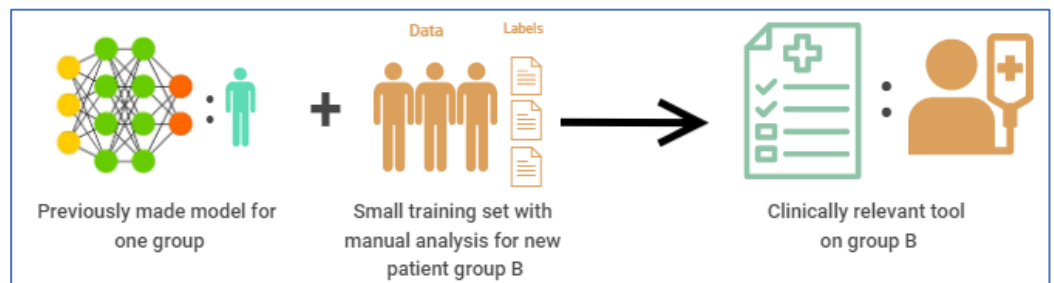 Data
Labels
:
+
:
Previously made model for
one group
Small training set with
manual analysis for new
patient group B
Clinically relevant tool
on group B